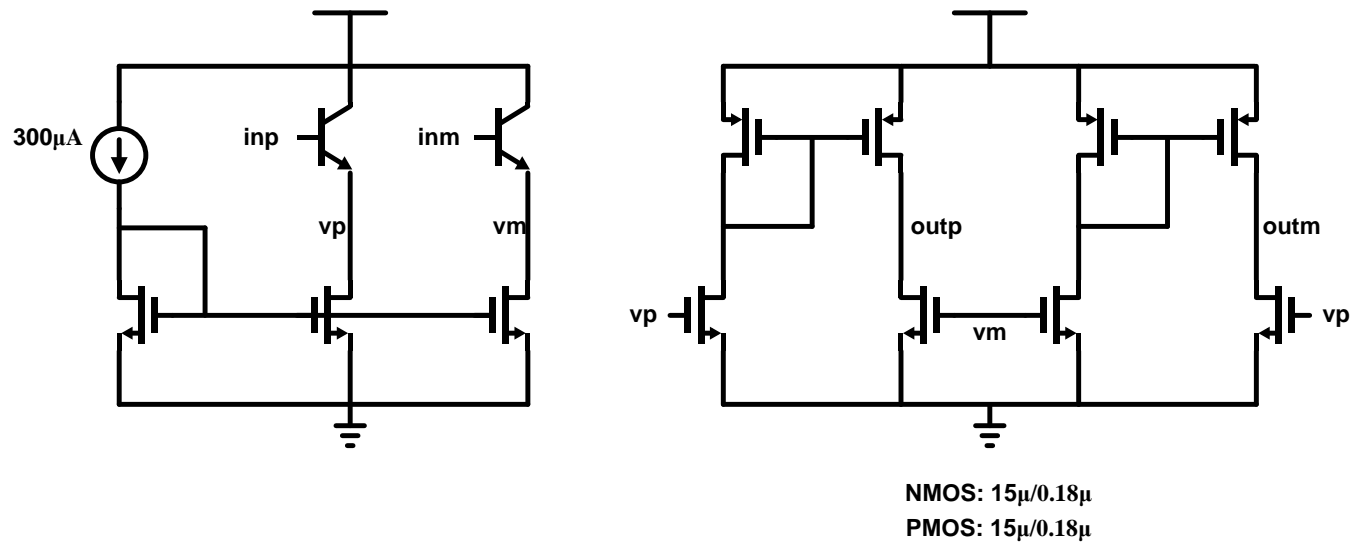 300μA
inp
inm
vp
vm
outp
outm
vp
vm
vp
NMOS: 15μ/0.18μ
PMOS: 15μ/0.18μ